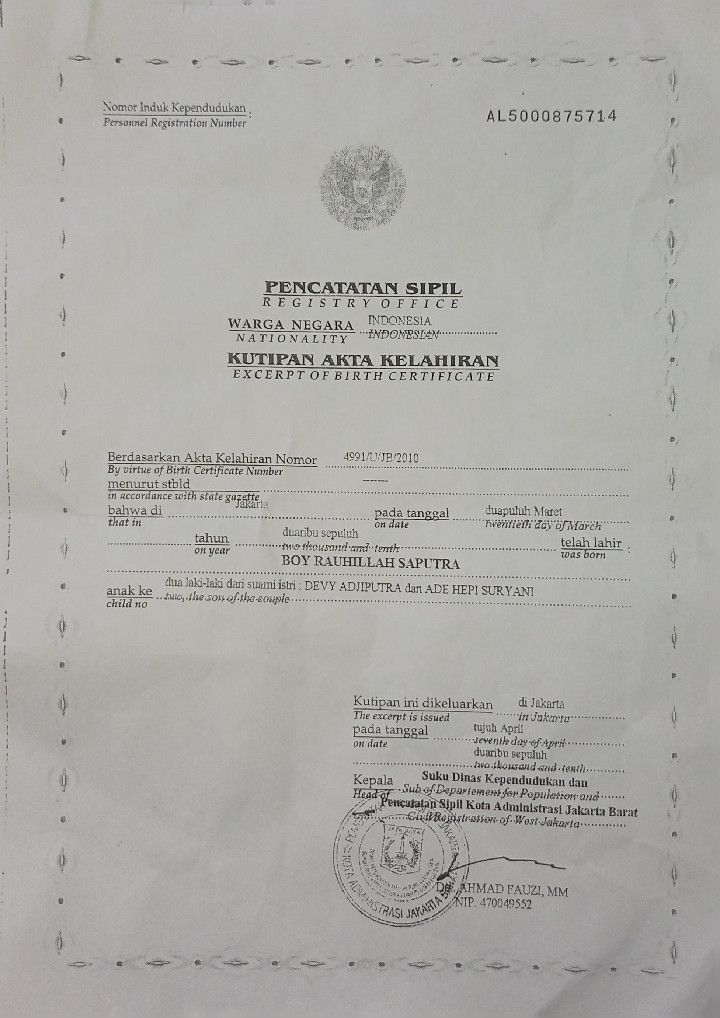 Nomor Induk Kependudukan :
Personnel Registration Number
AL5000875714
PENCATATAN SIPIL
REGISTRY OFFICE
WARGA NEGARA INDONESIA
NATIONALITY INDONESIAN
KUTIPAN AKTA KELAHIRAN
EXCERPT OF BIRTH CERTIFICATE
Berdasarkan Akta Kelahiran Nomor 4991/U/JB/2010
By virtue of Birth Certificate Number
menurut stbld -------
in accordance with state gazette
bahwa di Jakarta pada tanggal duapuluh Maret
that in on date twentieth day of March
tahun duaribu sepuluh telah lahir :
on year two thousand and tenth was born
BOY RAUHILLAH SAPUTRA
anak ke dua laki-laki dari suami istri : DEVY ADJIPUTRA dan ADE HEPI SURYANI
child no two, the son of the couple
Kutipan ini dikeluarkan di Jakarta
The excerpt is issued in Jakarta
pada tanggal tujuh April
on date seventh day of April
duaribu sepuluh
two thousand and tenth
Kepala Suku Dinas Kependudukan dan
Head of Sub of Departement for Population and
Pencatatan Sipil Kota Administrasi Jakarta Barat
Civil Registration of West Jakarta
KOTA ADMINISTRASI JAKARTA
AHMAD FAUZI, MM
NIP. 470049552